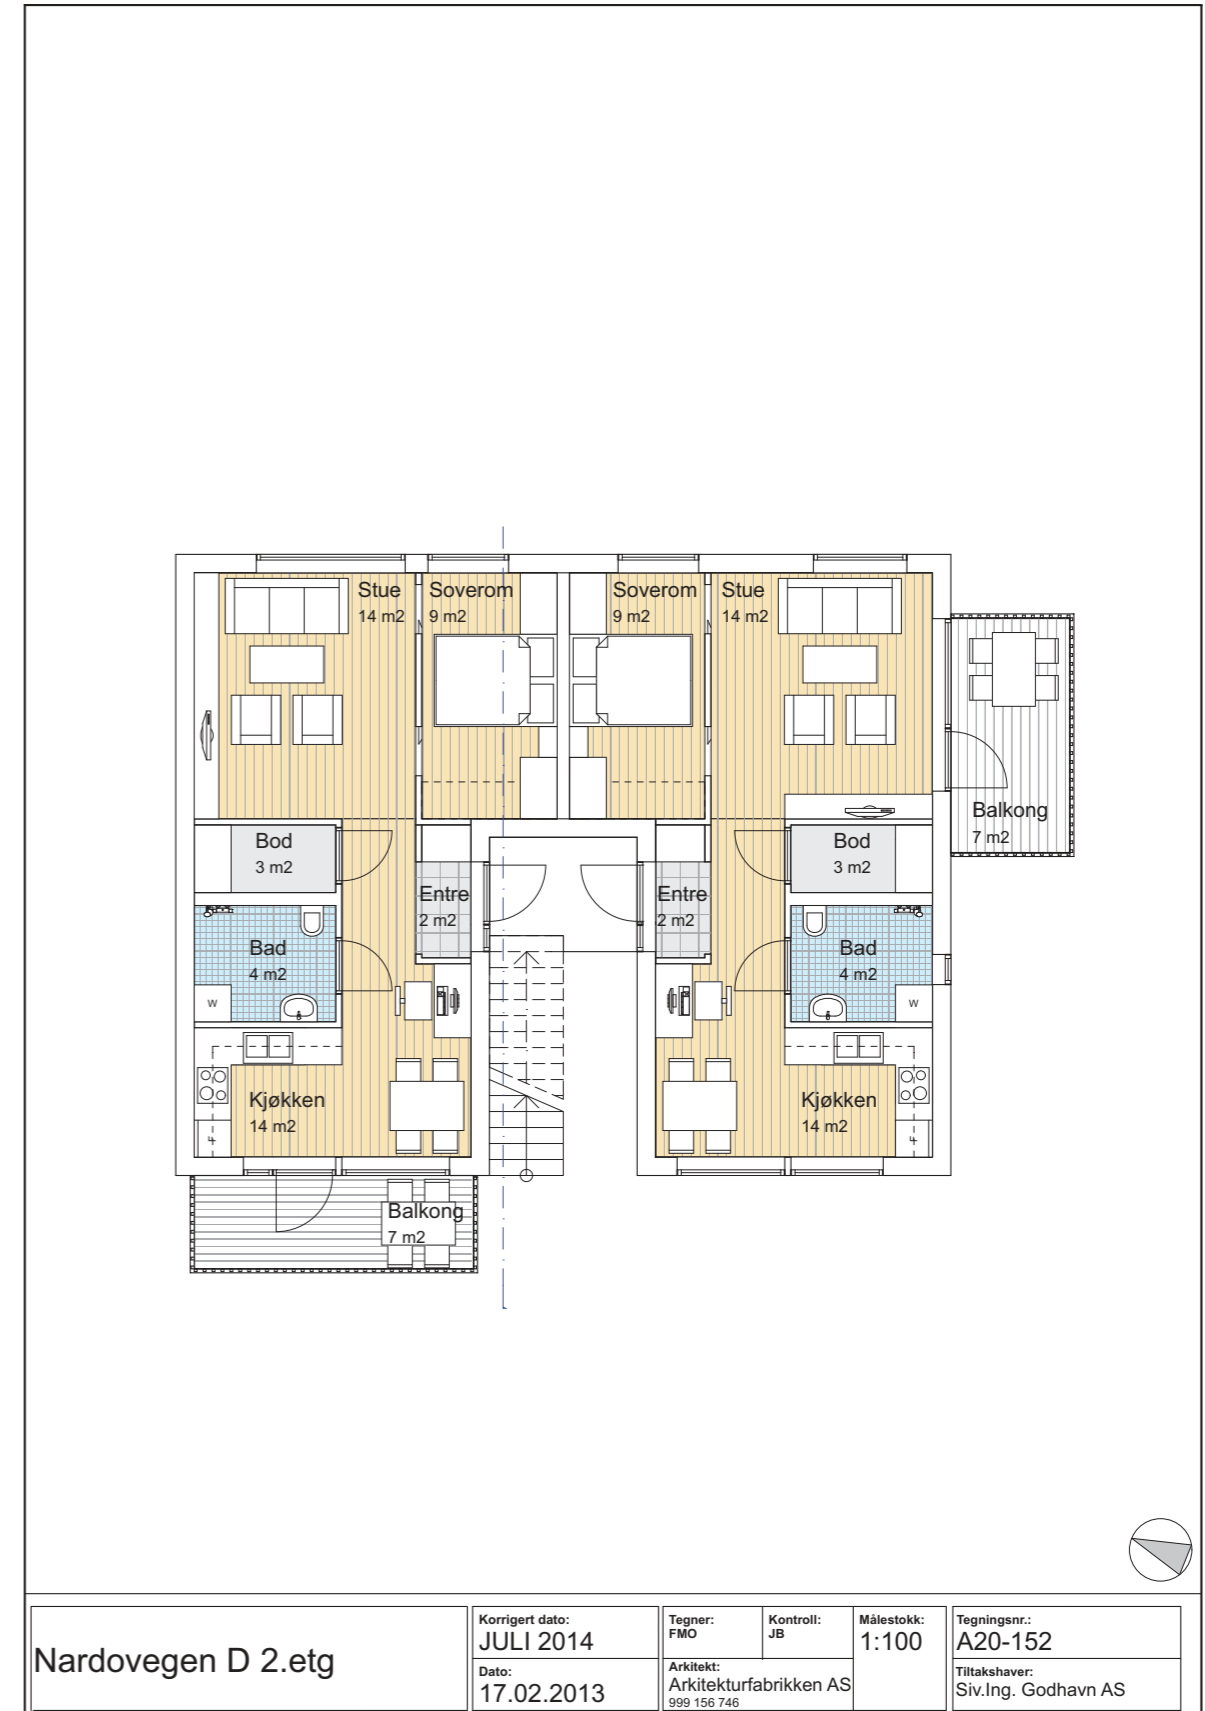 Stue
14 m2
Soverom
9 m2
Soverom
9 m2
Stue
14 m2
Balkong
7 m2
Bod
3 m2
Bod
3 m2
Entre
2 m2
Entre
2 m2
Bad
4 m2
W
Bad
4 m2
W
Kjøkken
14 m2
F
Kjøkken
14 m2
F
Balkong
7 m2
Nardovegen D 2.etg
Korrigert dato:
JULI 2014
Dato:
17.02.2013
Tegner:
FMO
Kontroll:
JB
Arkitekt:
Arkitekturfabrikken AS
999 156 746
Målestokk:
1:100
Tegningsnr.:
A20-152
Tiltakshaver:
Siv.Ing. Godhavn AS